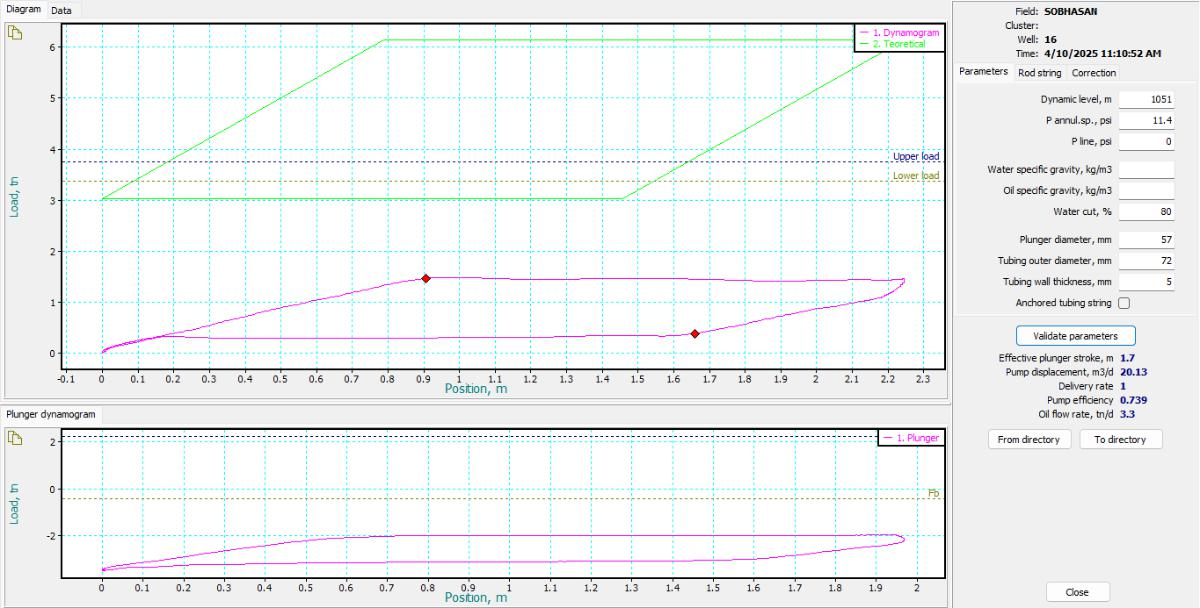 Diagram Data
6
5
4
3
2
1
0
Load, tn
1. Dynamogram
2. Teoretical
Upper load
Lower load
-0.1 0 0.1 0.2 0.3 0.4 0.5 0.6 0.7 0.8 0.9 1 1.1 1.2 1.3 1.4 1.5 1.6 1.7 1.8 1.9 2 2.1 2.2 2.3
Position, m
Plunger dynamogram
2
0
-2
Load, tn
1. Plunger
Fb
0 0.1 0.2 0.3 0.4 0.5 0.6 0.7 0.8 0.9 1 1.1 1.2 1.3 1.4 1.5 1.6 1.7 1.8 1.9 2
Position, m
Field: SOBHASAN
Cluster:
Well: 16
Time: 4/10/2025 11:10:52 AM
Parameters Rod string Correction
Dynamic level, m 1051
P annul.sp., psi 11.4
P line, psi 0
Water specific gravity, kg/m3
Oil specific gravity, kg/m3
Water cut, % 80
Plunger diameter, mm 57
Tubing outer diameter, mm 72
Tubing wall thickness, mm 5
Anchored tubing string
Validate parameters
Effective plunger stroke, m 1.7
Pump displacement, m3/d 20.13
Delivery rate 1
Pump efficiency 0.739
Oil flow rate, tn/d 3.3
From directory To directory
Close